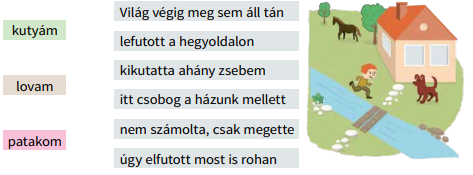 kutyám
lovam
patakom
Világ végig meg sem áll tán
lefutott a hegyoldalon
kikutatta ahány zsebem
itt csobog a házunk mellett
nem számolta, csak megette
úgy elfutott most is rohan